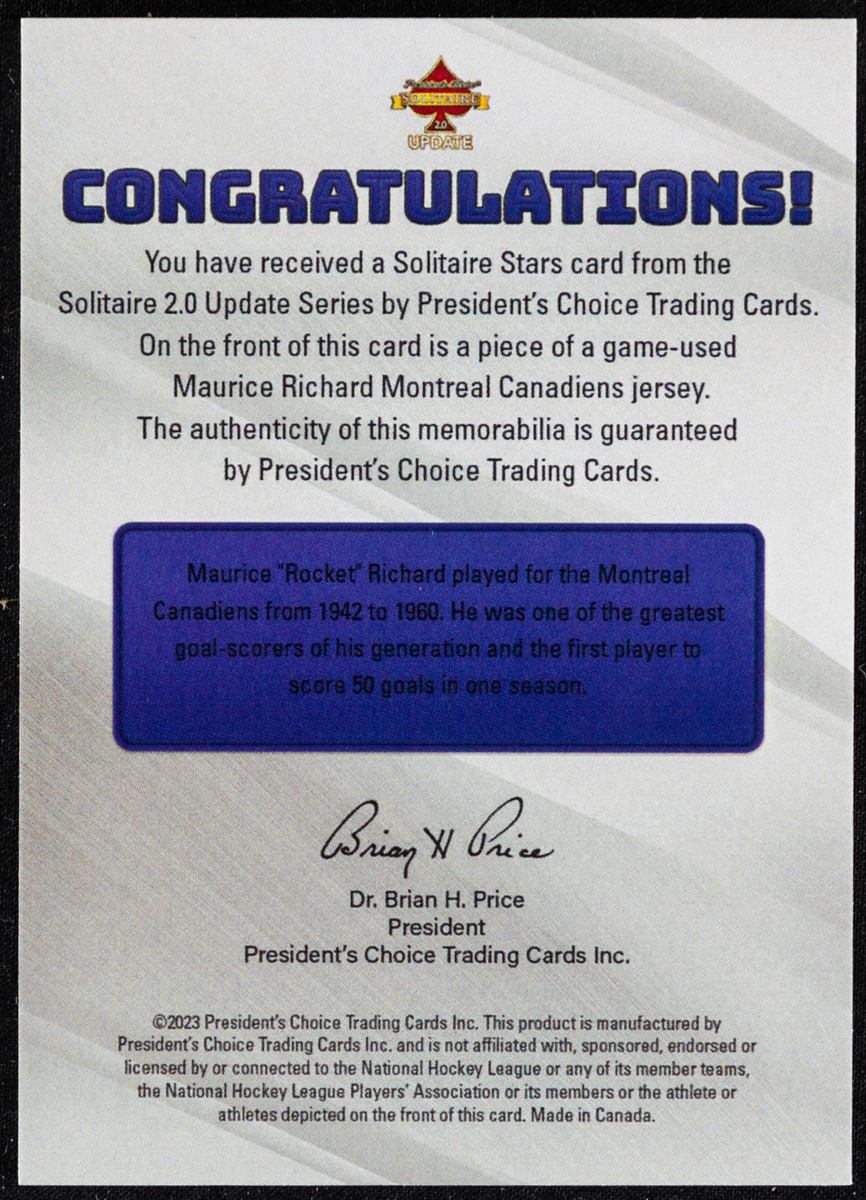 President's Choice
SOLITAIRE
2.0
UPDATE
CONGRATULATIONS!
You have received a Solitaire Stars card from the
Solitaire 2.0 Update Series by President's Choice Trading Cards.
On the front of this card is a piece of a game-used
Maurice Richard Montreal Canadiens jersey.
The authenticity of this memorabilia is guaranteed
by President's Choice Trading Cards.
Maurice "Rocket" Richard played for the Montreal
Canadiens from 1942 to 1960. He was one of the greatest
goal-scorers of his generation and the first player to
score 50 goals in one season.
Brian H Price
Dr. Brian H. Price
President
President's Choice Trading Cards Inc.
©2023 President's Choice Trading Cards Inc. This product is manufactured by
President's Choice Trading Cards Inc. and is not affiliated with, sponsored, endorsed or
licensed by or connected to the National Hockey League or any of its member teams,
the National Hockey League Players' Association or its members or the athlete or
athletes depicted on the front of this card. Made in Canada.